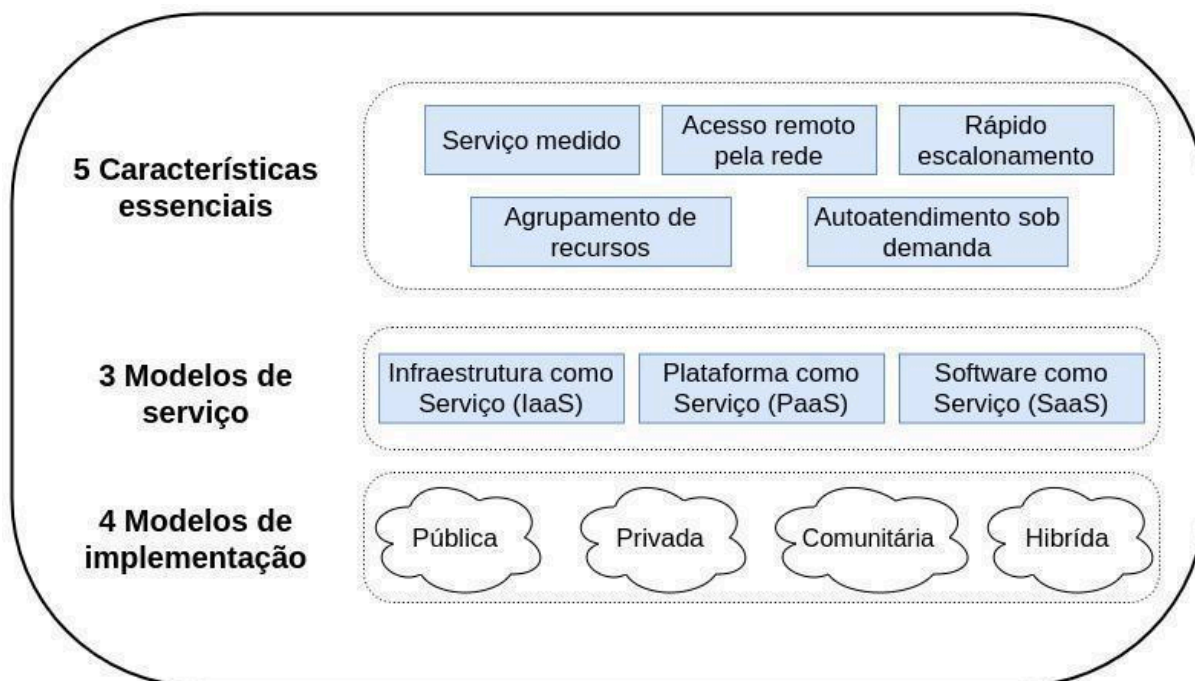 5 Características
essenciais
Serviço medido
Acesso remoto
pela rede
Rápido
escalonamento
Agrupamento de
recursos
Autoatendimento sob
demanda
3 Modelos de
serviço
Infraestrutura como
Serviço (IaaS)
Plataforma como
Serviço (PaaS)
Software como
Serviço (SaaS)
4 Modelos de
implementação
Pública
Privada
Comunitária
Hibrída